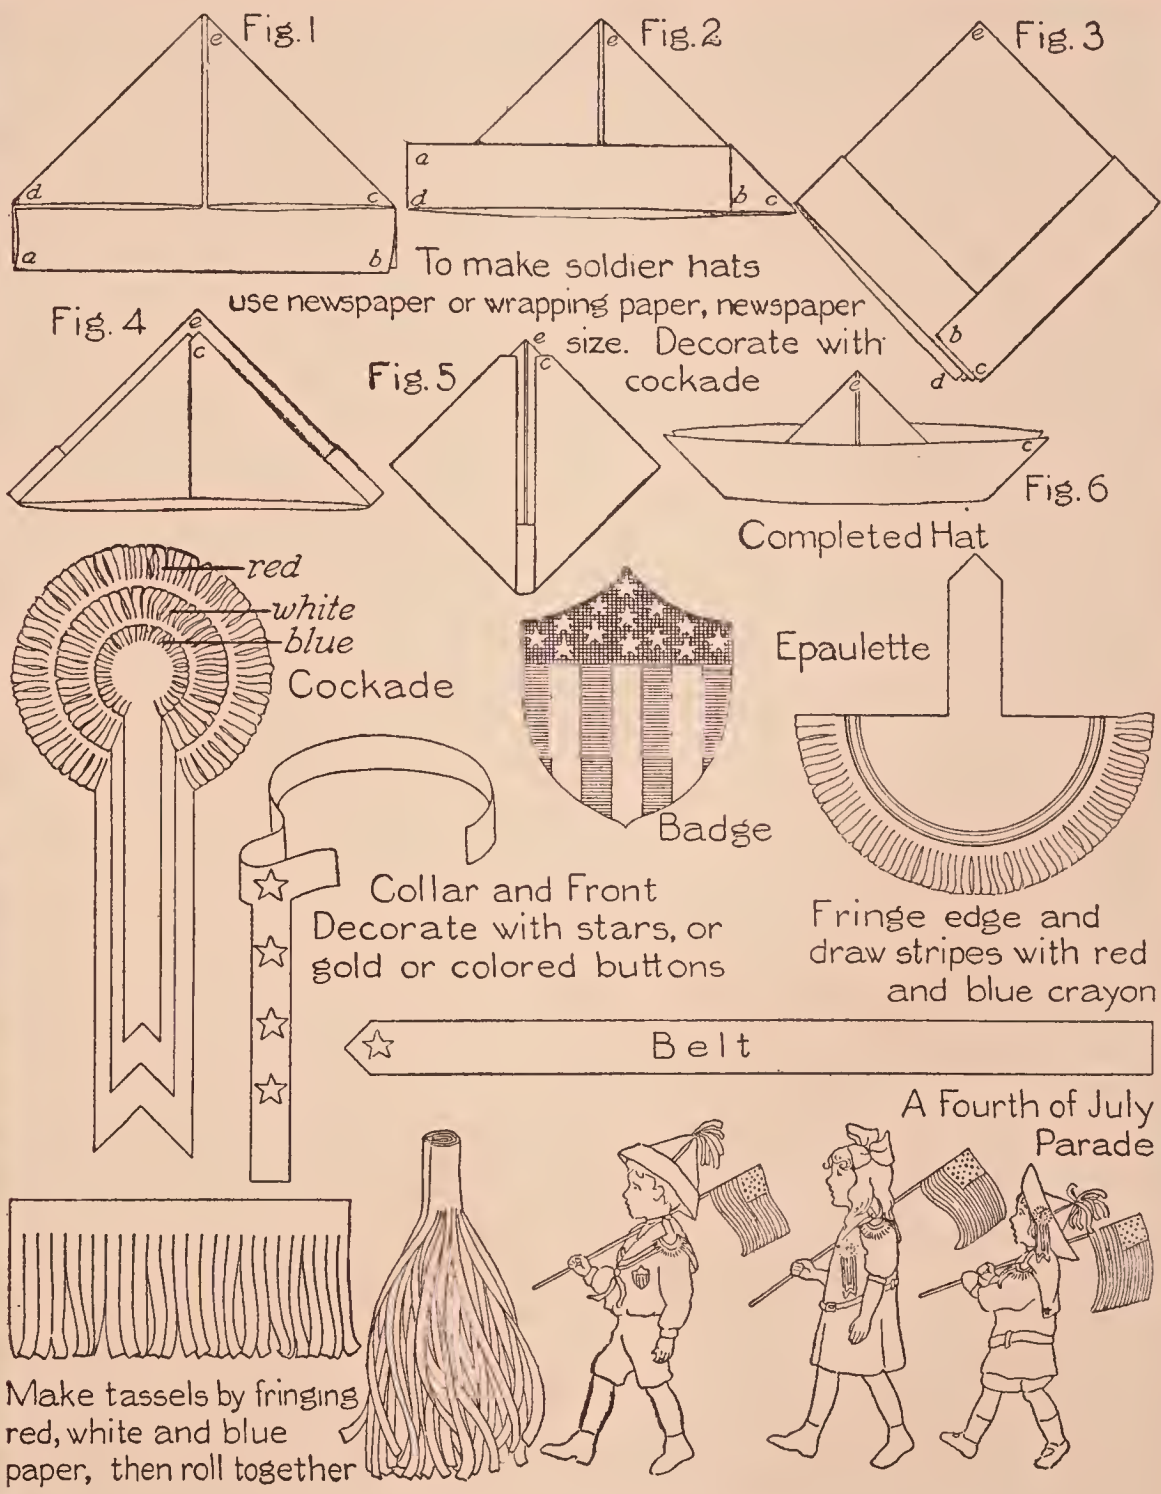 Fig. 1
e
d
c
a
b
Fig. 2
e
a
d
b
c
Fig. 3
e
b
d
c
To make soldier hats
use newspaper or wrapping paper, newspaper
size. Decorate with
cockade
Fig. 4
e
c
Fig. 5
e
c
e
c
Fig. 6
Completed Hat
red
white
blue
Cockade
Badge
Epaulette
Fringe edge and
draw stripes with red
and blue crayon
Collar and Front
Decorate with stars, or
gold or colored buttons
Belt
A Fourth of July
Parade
Make tassels by fringing
red, white and blue
paper, then roll together